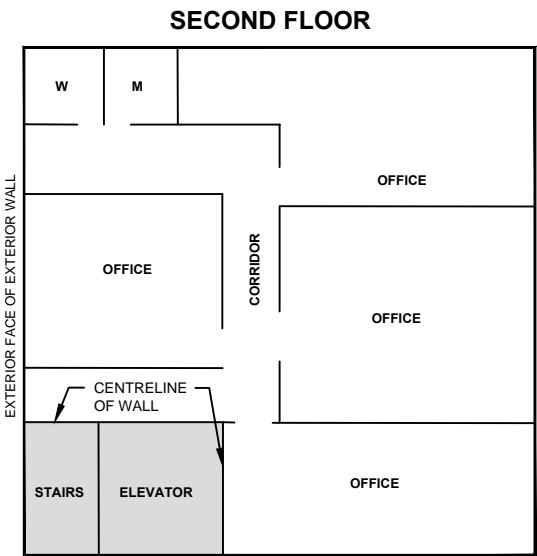 SECOND FLOOR
W
M
OFFICE
EXTERIOR FACE OF EXTERIOR WALL
OFFICE
CORRIDOR
OFFICE
CENTRELINE
OF WALL
STAIRS
ELEVATOR
OFFICE